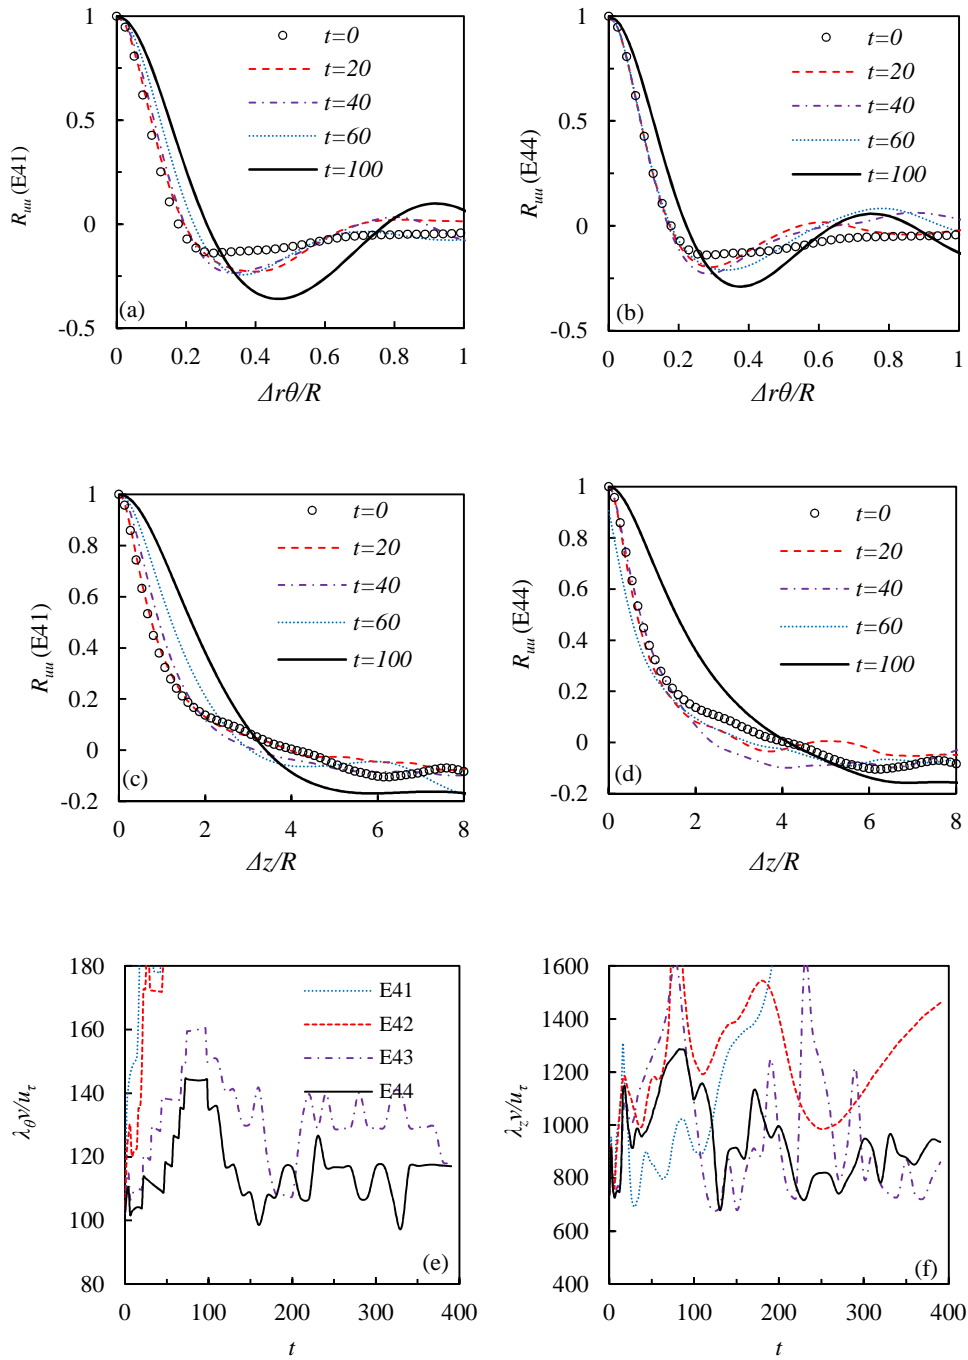 1
0.5
0
-0.5
R_uu (E41)
t=0
t=20
t=40
t=60
t=100
(a)
0 0.2 0.4 0.6 0.8 1
Δrθ/R
1
0.5
0
-0.5
R_uu (E44)
t=0
t=20
t=40
t=60
t=100
(b)
0 0.2 0.4 0.6 0.8 1
Δrθ/R
1
0.8
0.6
0.4
0.2
0
-0.2
R_uu (E41)
t=0
t=20
t=40
t=60
t=100
(c)
0 2 4 6 8
Δz/R
1
0.8
0.6
0.4
0.2
0
-0.2
R_uu (E44)
t=0
t=20
t=40
t=60
t=100
(d)
0 2 4 6 8
Δz/R
180
160
140
120
100
80
λ_θν/u_τ
E41
E42
E43
E44
(e)
0 100 200 300 400
t
1600
1400
1200
1000
800
600
400
λ_zν/u_τ
(f)
0 100 200 300 400
t